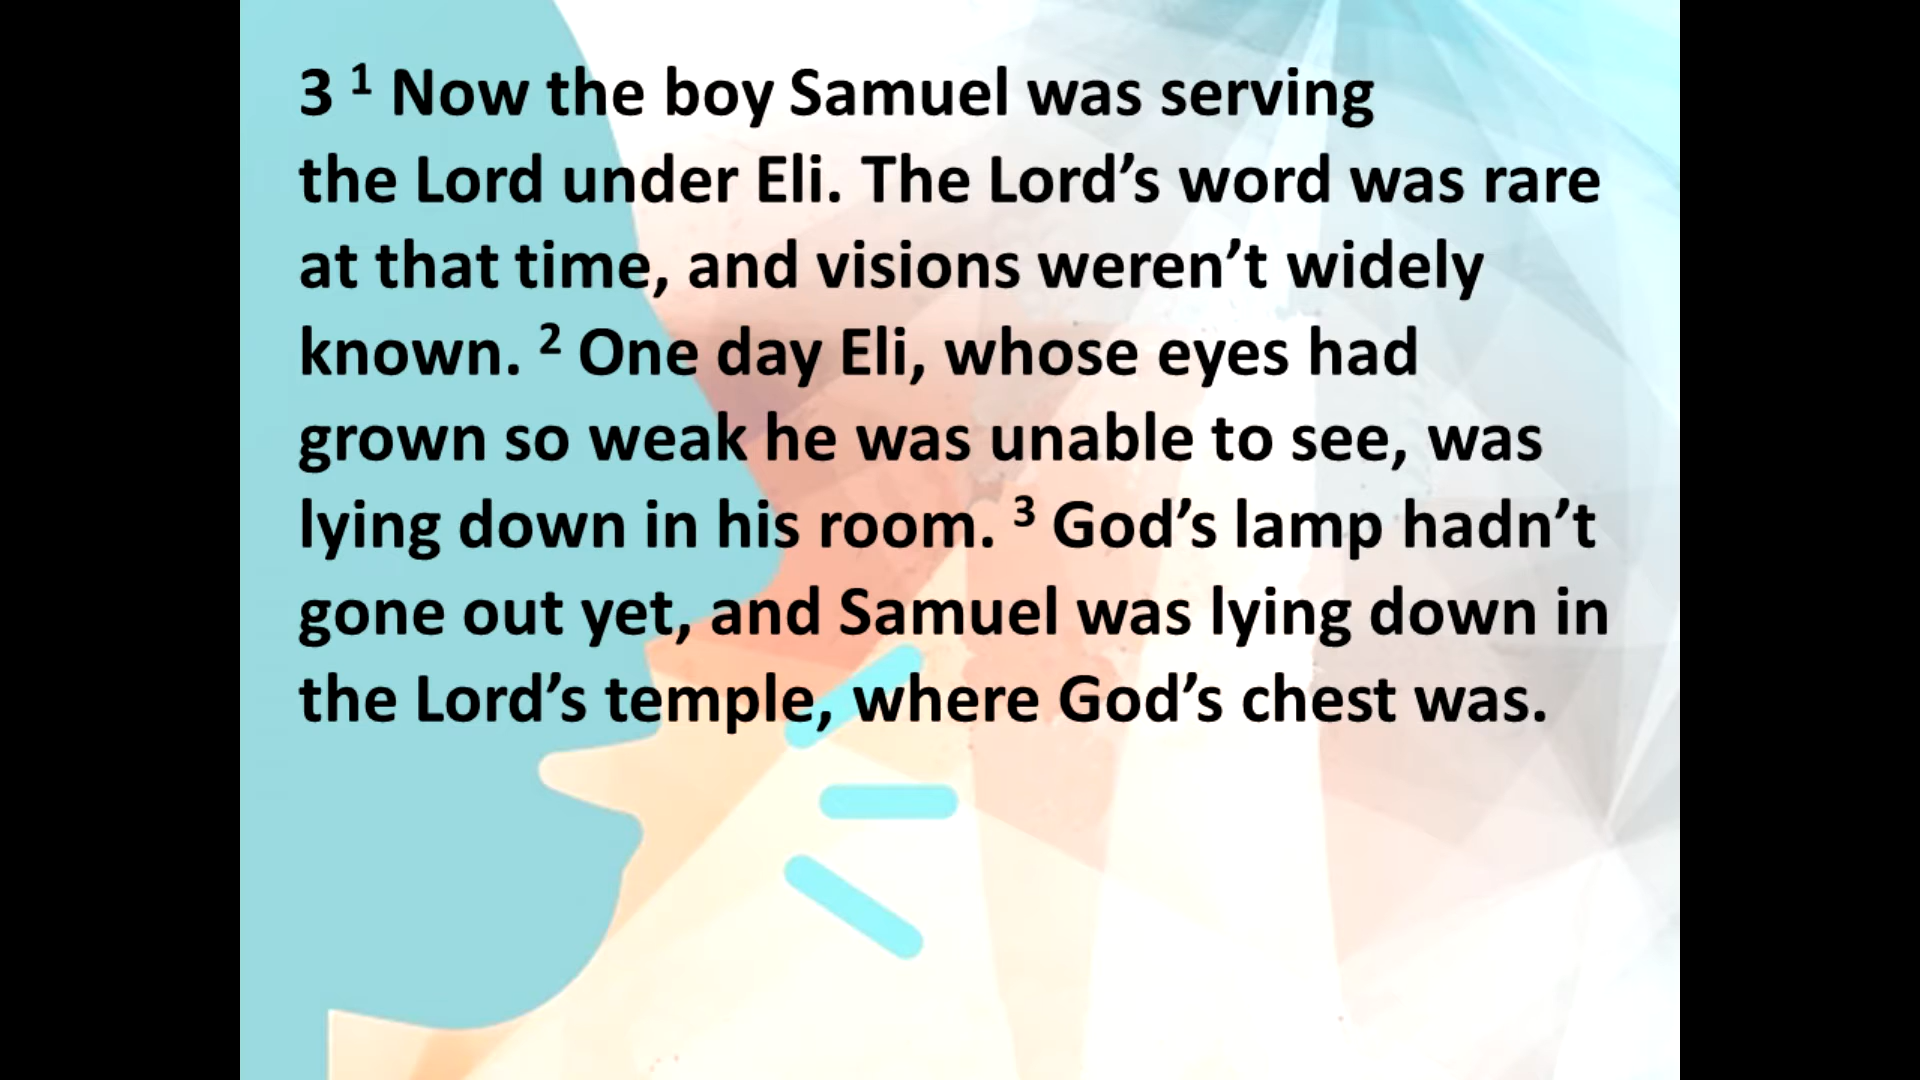 3 1 Now the boy Samuel was serving
the Lord under Eli. The Lord’s word was rare
at that time, and visions weren’t widely
known. 2 One day Eli, whose eyes had
grown so weak he was unable to see, was
lying down in his room. 3 God’s lamp hadn’t
gone out yet, and Samuel was lying down in
the Lord’s temple, where God’s chest was.